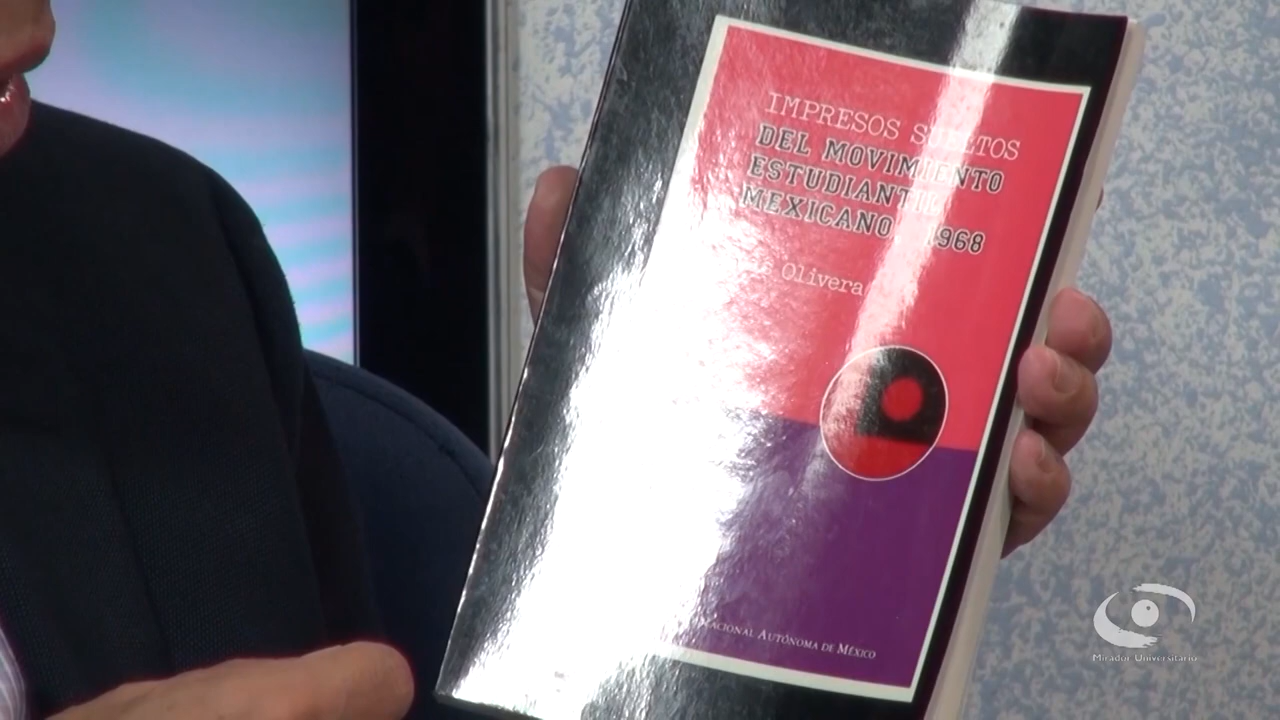 IMPRESOS SUELTOS
DEL MOVIMIENTO
ESTUDIANTIL
MEXICANO, 1968
Olivera
NACIONAL AUTÓNOMA DE MÉXICO
Mirador Universitario